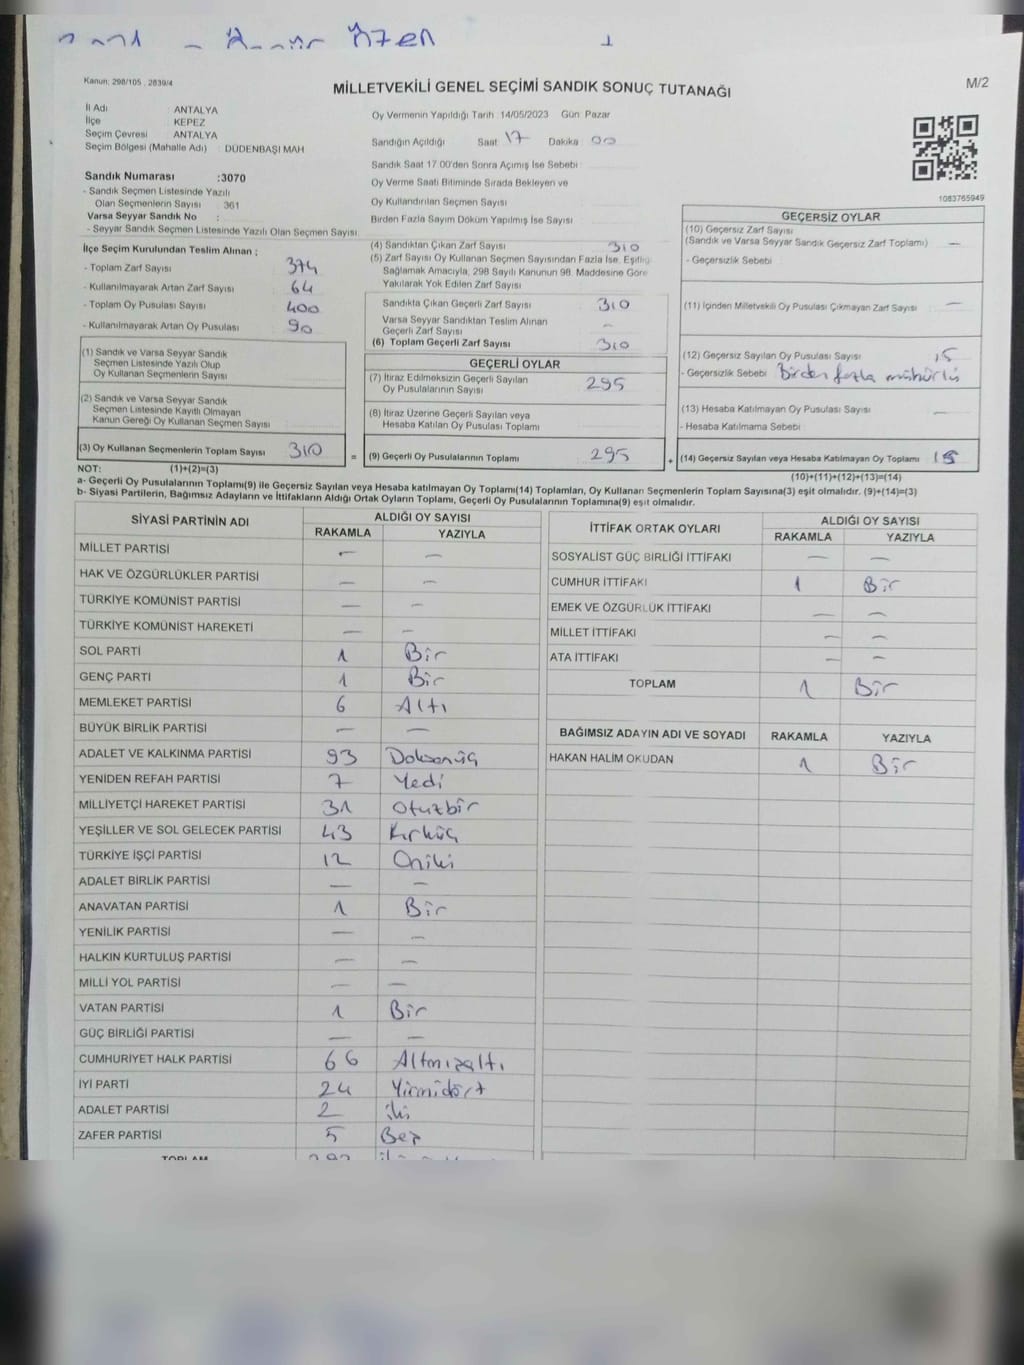 ÖZEN
Kanun: 298/105 , 2839/4
MİLLETVEKİLİ GENEL SEÇİMİ SANDIK SONUÇ TUTANAĞI
M/2
İl Adı ANTALYA
İlçe KEPEZ
Seçim Çevresi ANTALYA
Seçim Bölgesi (Mahalle Adı) : DÜDENBAŞI MAH
Oy Vermenin Yapıldığı Tarih : 14/05/2023 Gün: Pazar
Sandığın Açıldığı Saat 17 Dakika 00
Sandık Saat 17:00'den Sonra Açımış İse Sebebi
Oy Verme Saati Bitiminde Sırada Bekleyen ve
Oy Kullandırılan Seçmen Sayısı
Birden Fazla Sayım Döküm Yapılmış İse Sayısı
1083765949
Sandık Numarası :3070
- Sandık Seçmen Listesinde Yazılı
Olan Seçmenlerin Sayısı : 361
Varsa Seyyar Sandık No :
- Seyyar Sandık Seçmen Listesinde Yazılı Olan Seçmen Sayısı:
İlçe Seçim Kurulundan Teslim Alınan :
- Toplam Zarf Sayısı 374
- Kullanılmayarak Artan Zarf Sayısı 64
- Toplam Oy Pusulası Sayısı 400
- Kullanılmayarak Artan Oy Pusulası 90
(1) Sandık ve Varsa Seyyar Sandık
Seçmen Listesinde Yazılı Olup
Oy Kullanan Seçmenlerin Sayısı
(2) Sandık ve Varsa Seyyar Sandık
Seçmen Listesinde Kayıtlı Olmayan
Kanun Gereği Oy Kullanan Seçmen Sayısı
(3) Oy Kullanan Seçmenlerin Toplam Sayısı 310
(4) Sandıktan Çıkan Zarf Sayısı 310
(5) Zarf Sayısı Oy Kullanan Seçmen Sayısından Fazla İse, Eşitliği
Sağlamak Amacıyla, 298 Sayılı Kanunun 98. Maddesine Göre
Yakılarak Yok Edilen Zarf Sayısı
Sandıkta Çıkan Geçerli Zarf Sayısı 310
Varsa Seyyar Sandıktan Teslim Alınan
Geçerli Zarf Sayısı –
(6) Toplam Geçerli Zarf Sayısı 310
GEÇERLİ OYLAR
(7) İtiraz Edilmeksizin Geçerli Sayılan
Oy Pusulalarının Sayısı 295
(8) İtiraz Üzerine Geçerli Sayılan veya
Hesaba Katılan Oy Pusulası Toplamı
= (9) Geçerli Oy Pusulalarının Toplamı 295
GEÇERSİZ OYLAR
(10) Geçersiz Zarf Sayısı
(Sandık ve Varsa Seyyar Sandık Geçersiz Zarf Toplamı) –
- Geçersizlik Sebebi
(11) İçinden Milletvekili Oy Pusulası Çıkmayan Zarf Sayısı –
(12) Geçersiz Sayılan Oy Pusulası Sayısı 15
- Geçersizlik Sebebi Birden fazla mühürlü
(13) Hesaba Katılmayan Oy Pusulası Sayısı –
- Hesaba Katılmama Sebebi
+ (14) Geçersiz Sayılan veya Hesaba Katılmayan Oy Toplamı 15
NOT: (1)+(2)=(3) (10)+(11)+(12)+(13)=(14)
a- Geçerli Oy Pusulalarının Toplamı(9) ile Geçersiz Sayılan veya Hesaba katılmayan Oy Toplamı(14) Toplamları, Oy Kullanan Seçmenlerin Toplam Sayısına(3) eşit olmalıdır. (9)+(14)=(3)
b- Siyasi Partilerin, Bağımsız Adayların ve İttifakların Aldığı Ortak Oyların Toplamı, Geçerli Oy Pusulalarının Toplamına(9) eşit olmalıdır.
SİYASİ PARTİNİN ADI ALDIĞI OY SAYISI
RAKAMLA YAZIYLA
MİLLET PARTİSİ – –
HAK VE ÖZGÜRLÜKLER PARTİSİ – –
TÜRKİYE KOMÜNİST PARTİSİ – –
TÜRKİYE KOMÜNİST HAREKETİ – –
SOL PARTİ 1 Bir
GENÇ PARTİ 1 Bir
MEMLEKET PARTİSİ 6 Altı
BÜYÜK BİRLİK PARTİSİ – –
ADALET VE KALKINMA PARTİSİ 93 Doksanüç
YENİDEN REFAH PARTİSİ 7 Yedi
MİLLİYETÇİ HAREKET PARTİSİ 31 Otuzbir
YEŞİLLER VE SOL GELECEK PARTİSİ 43 Kırküç
TÜRKİYE İŞÇİ PARTİSİ 12 Oniki
ADALET BİRLİK PARTİSİ – –
ANAVATAN PARTİSİ 1 Bir
YENİLİK PARTİSİ – –
HALKIN KURTULUŞ PARTİSİ – –
MİLLİ YOL PARTİSİ – –
VATAN PARTİSİ 1 Bir
GÜÇ BİRLİĞİ PARTİSİ – –
CUMHURİYET HALK PARTİSİ 66 Altmışaltı
İYİ PARTİ 24 Yirmidört
ADALET PARTİSİ 2 iki
ZAFER PARTİSİ 5 Beş
TOPLAM
İTTİFAK ORTAK OYLARI ALDIĞI OY SAYISI
RAKAMLA YAZIYLA
SOSYALİST GÜÇ BİRLİĞİ İTTİFAKI – –
CUMHUR İTTİFAKI 1 Bir
EMEK VE ÖZGÜRLÜK İTTİFAKI – –
MİLLET İTTİFAKI – –
ATA İTTİFAKI – –
TOPLAM 1 Bir
BAĞIMSIZ ADAYIN ADI VE SOYADI RAKAMLA YAZIYLA
HAKAN HALİM OKUDAN 1 Bir